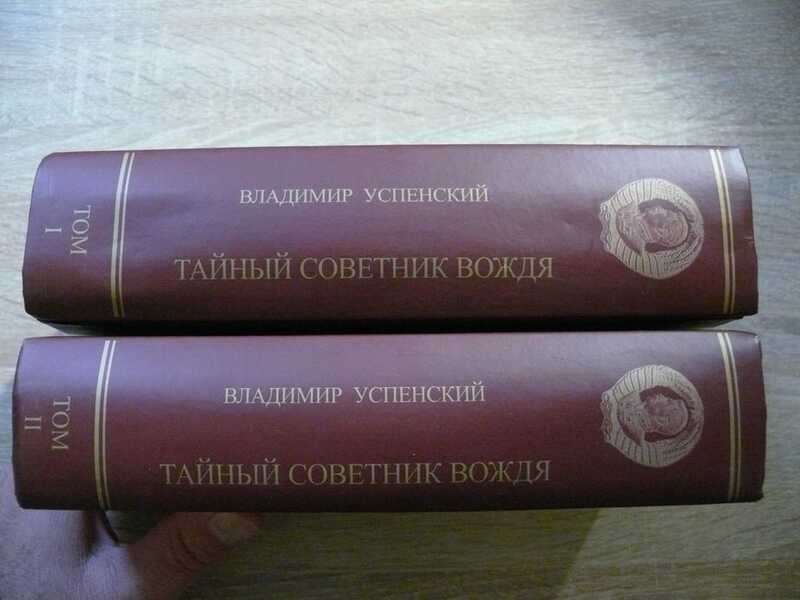 ТОМ
I
ВЛАДИМИР УСПЕНСКИЙ
ТАЙНЫЙ СОВЕТНИК ВОЖДЯ
ТОМ
II
ВЛАДИМИР УСПЕНСКИЙ
ТАЙНЫЙ СОВЕТНИК ВОЖДЯ